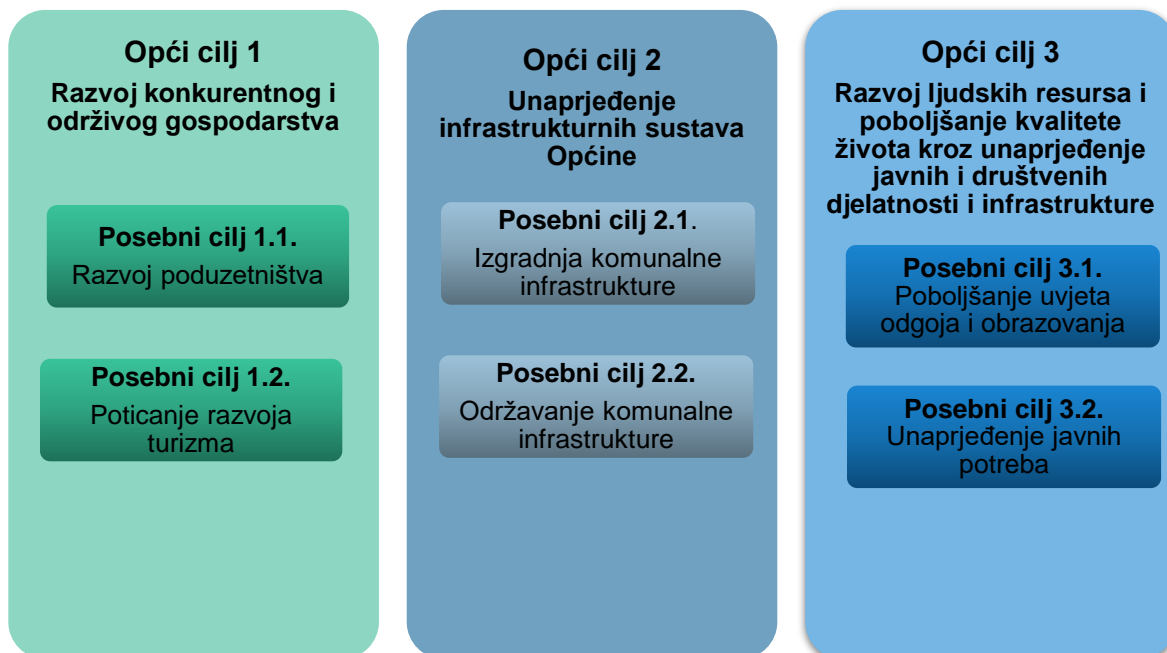 Opći cilj 1
Razvoj konkurentnog i
održivog gospodarstva
Posebni cilj 1.1.
Razvoj poduzetništva
Posebni cilj 1.2.
Poticanje razvoja
turizma
Opći cilj 2
Unaprjeđenje
infrastrukturnih sustava
Općine
Posebni cilj 2.1.
Izgradnja komunalne
infrastrukture
Posebni cilj 2.2.
Održavanje komunalne
infrastrukture
Opći cilj 3
Razvoj ljudskih resursa i
poboljšanje kvalitete
života kroz unaprjeđenje
javnih i društvenih
djelatnosti i infrastrukture
Posebni cilj 3.1.
Poboljšanje uvjeta
odgoja i obrazovanja
Posebni cilj 3.2.
Unaprjeđenje javnih
potreba